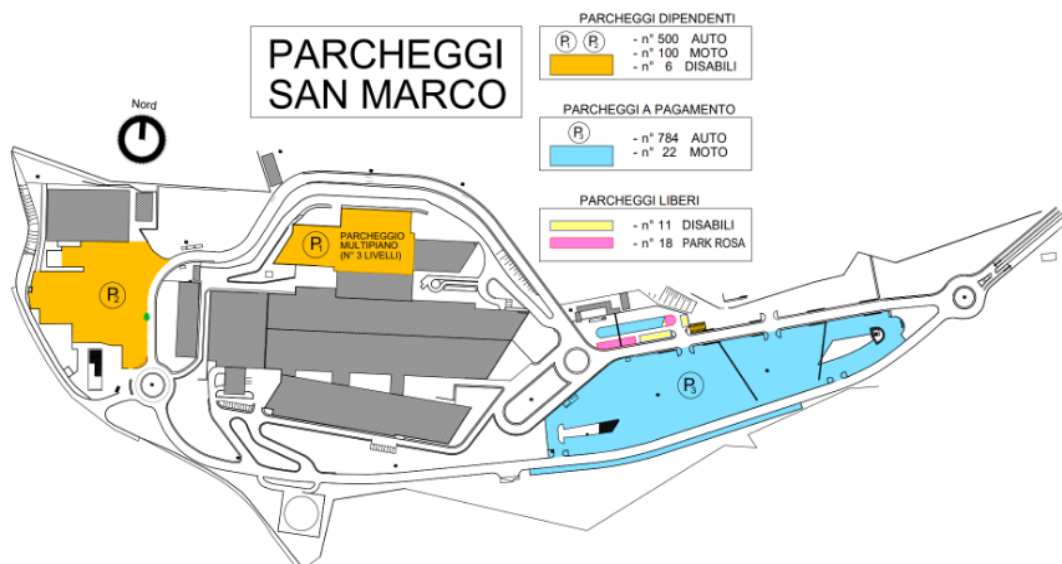 PARCHEGGI
SAN MARCO
PARCHEGGI DIPENDENTI
P1 P2 - n° 500 AUTO
- n° 100 MOTO
- n° 6 DISABILI
PARCHEGGI A PAGAMENTO
P3 - n° 784 AUTO
- n° 22 MOTO
PARCHEGGI LIBERI
- n° 11 DISABILI
- n° 18 PARK ROSA
Nord
P1 PARCHEGGIO
MULTIPIANO
(N° 3 LIVELLI)
P2
P3